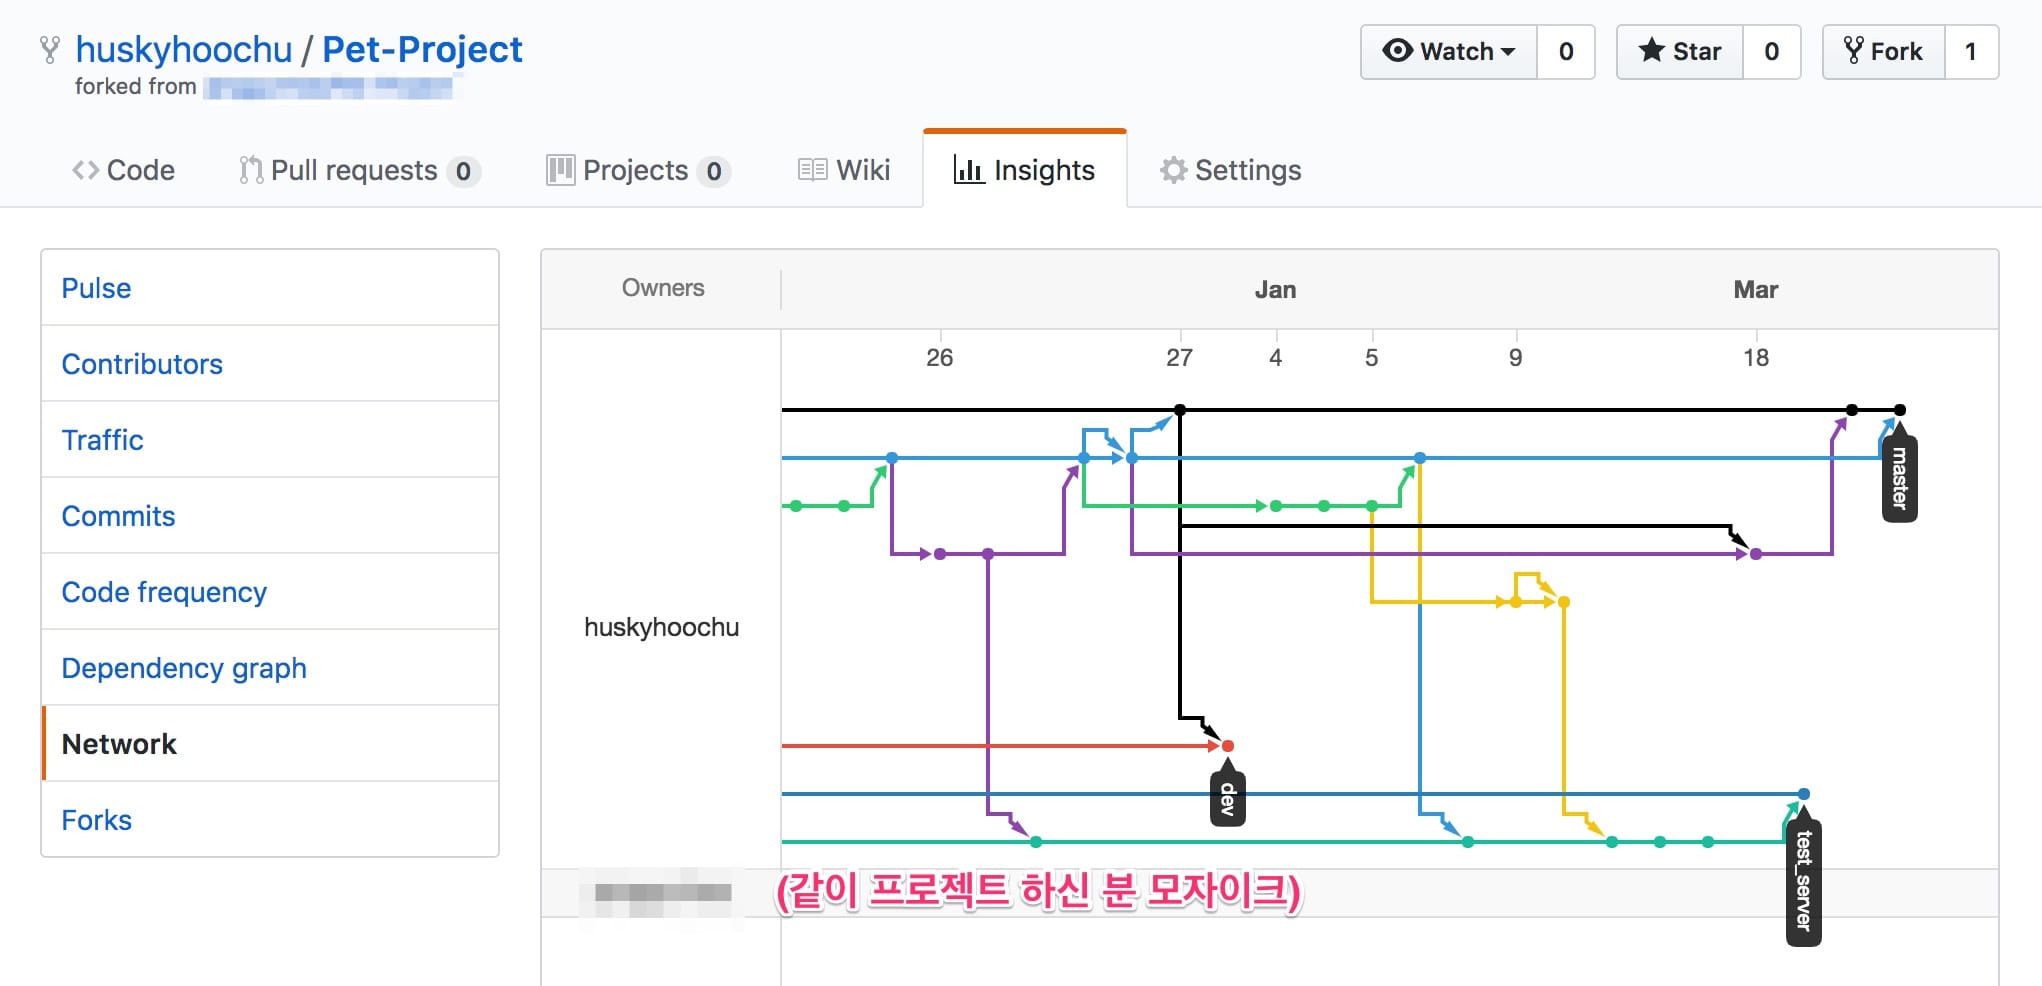 huskyhoochu / Pet-Project
forked from
Watch 0
Star 0
Fork 1
Code
Pull requests 0
Projects 0
Wiki
Insights
Settings
Pulse
Contributors
Traffic
Commits
Code frequency
Dependency graph
Network
Forks
Owners
Jan
Mar
26 27 4 5 9 18
master
huskyhoochu
dev
test_server
(같이 프로젝트 하신 분 모자이크)